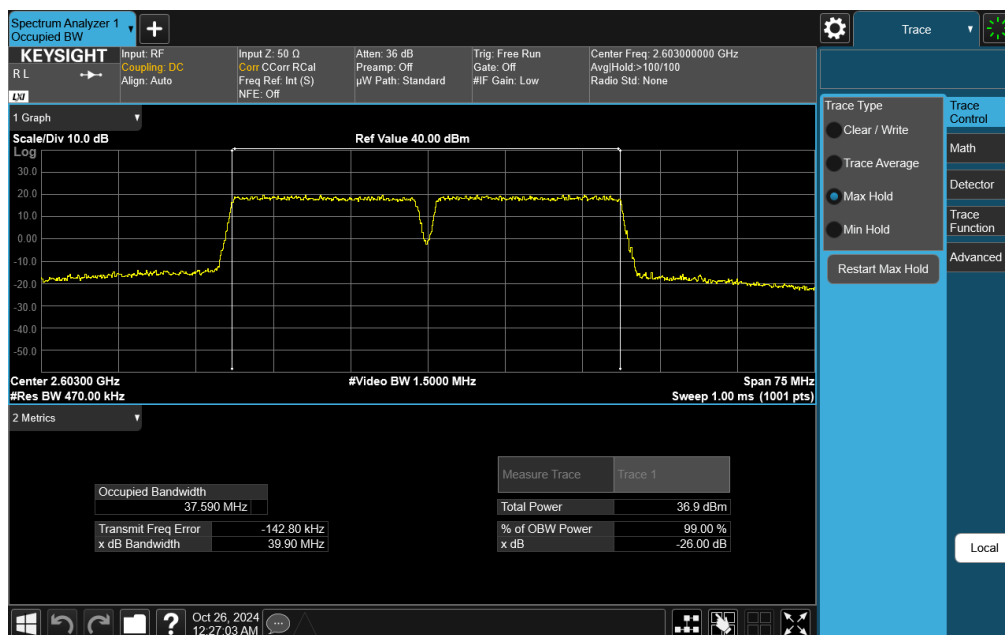 Spectrum Analyzer 1
Occupied BW
Trace
KEYSIGHT
R L
LXI
Input: RF
Coupling: DC
Align: Auto
Input Z: 50 Ω
Corr CCorr RCal
Freq Ref: Int (S)
NFE: Off
Atten: 36 dB
Preamp: Off
µW Path: Standard
Trig: Free Run
Gate: Off
#IF Gain: Low
Center Freq: 2.603000000 GHz
Avg|Hold:>100/100
Radio Std: None
1 Graph
Scale/Div 10.0 dB
Ref Value 40.00 dBm
Log
30.0
20.0
10.0
0.00
-10.0
-20.0
-30.0
-40.0
-50.0
Center 2.60300 GHz
#Video BW 1.5000 MHz
Span 75 MHz
#Res BW 470.00 kHz
Sweep 1.00 ms (1001 pts)
2 Metrics
Measure Trace
Trace 1
Occupied Bandwidth
37.590 MHz
Total Power
36.9 dBm
Transmit Freq Error
-142.80 kHz
% of OBW Power
99.00 %
x dB Bandwidth
39.90 MHz
x dB
-26.00 dB
Trace Type
Clear / Write
Trace Average
Max Hold
Min Hold
Restart Max Hold
Trace
Control
Math
Detector
Trace
Function
Advanced
Local
?
Oct 26, 2024
12:27:03 AM